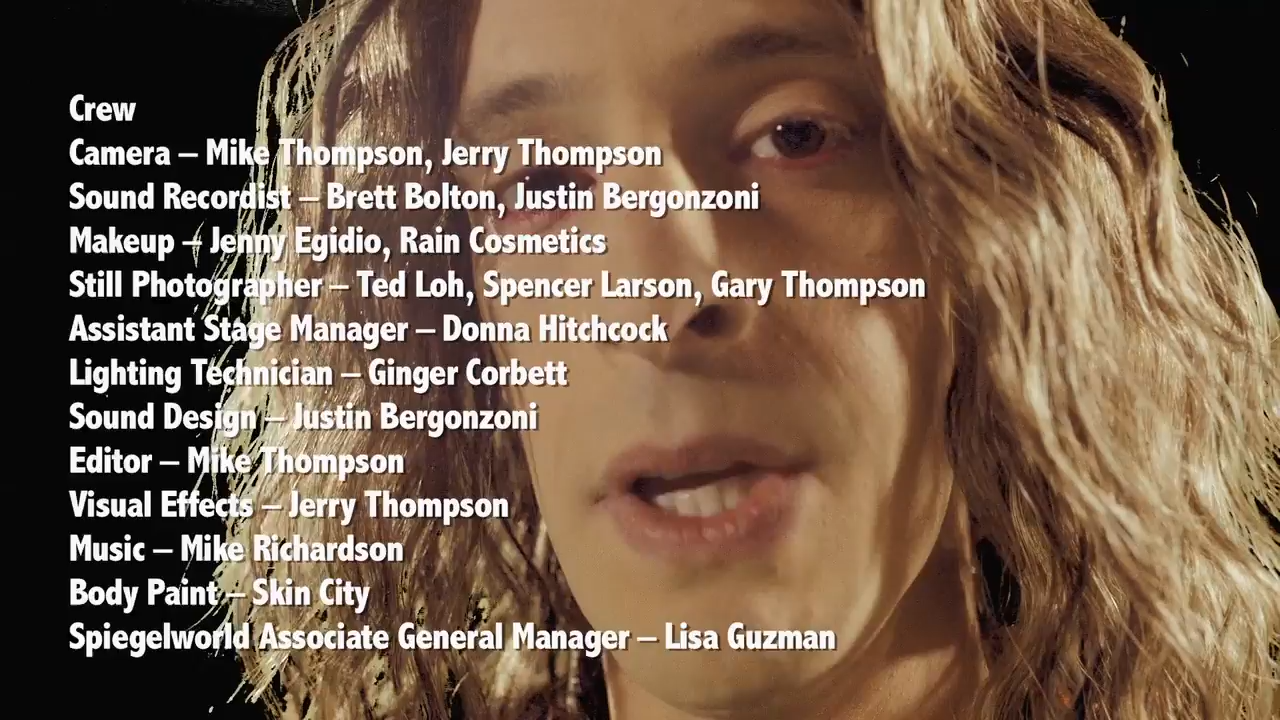 Crew
Camera – Mike Thompson, Jerry Thompson
Sound Recordist – Brett Bolton, Justin Bergonzoni
Makeup – Jenny Egidio, Rain Cosmetics
Still Photographer – Ted Loh, Spencer Larson, Gary Thompson
Assistant Stage Manager – Donna Hitchcock
Lighting Technician – Ginger Corbett
Sound Design – Justin Bergonzoni
Editor – Mike Thompson
Visual Effects – Jerry Thompson
Music – Mike Richardson
Body Paint – Skin City
Spiegelworld Associate General Manager – Lisa Guzman